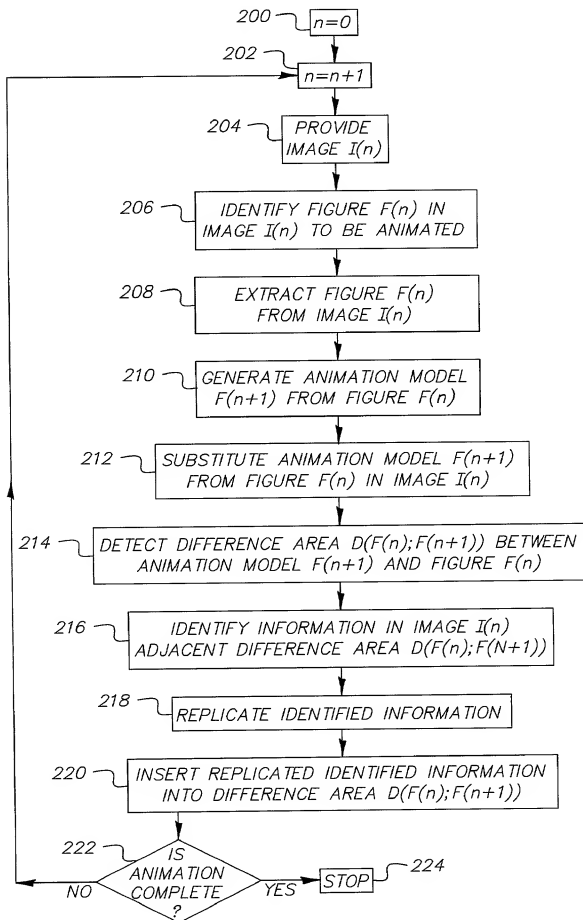 200
n=0
202
n=n+1
204
PROVIDE
IMAGE I(n)
206
IDENTIFY FIGURE F(n) IN
IMAGE I(n) TO BE ANIMATED
208
EXTRACT FIGURE F(n)
FROM IMAGE I(n)
210
GENERATE ANIMATION MODEL
F(n+1) FROM FIGURE F(n)
212
SUBSTITUTE ANIMATION MODEL F(n+1)
FROM FIGURE F(n) IN IMAGE I(n)
214
DETECT DIFFERENCE AREA D(F(n);F(n+1)) BETWEEN
ANIMATION MODEL F(n+1) AND FIGURE F(n)
216
IDENTIFY INFORMATION IN IMAGE I(n)
ADJACENT DIFFERENCE AREA D(F(n);F(N+1))
218
REPLICATE IDENTIFIED INFORMATION
220
INSERT REPLICATED IDENTIFIED INFORMATION
INTO DIFFERENCE AREA D(F(n);F(n+1))
222
IS
ANIMATION
COMPLETE
?
NO
YES
STOP
224